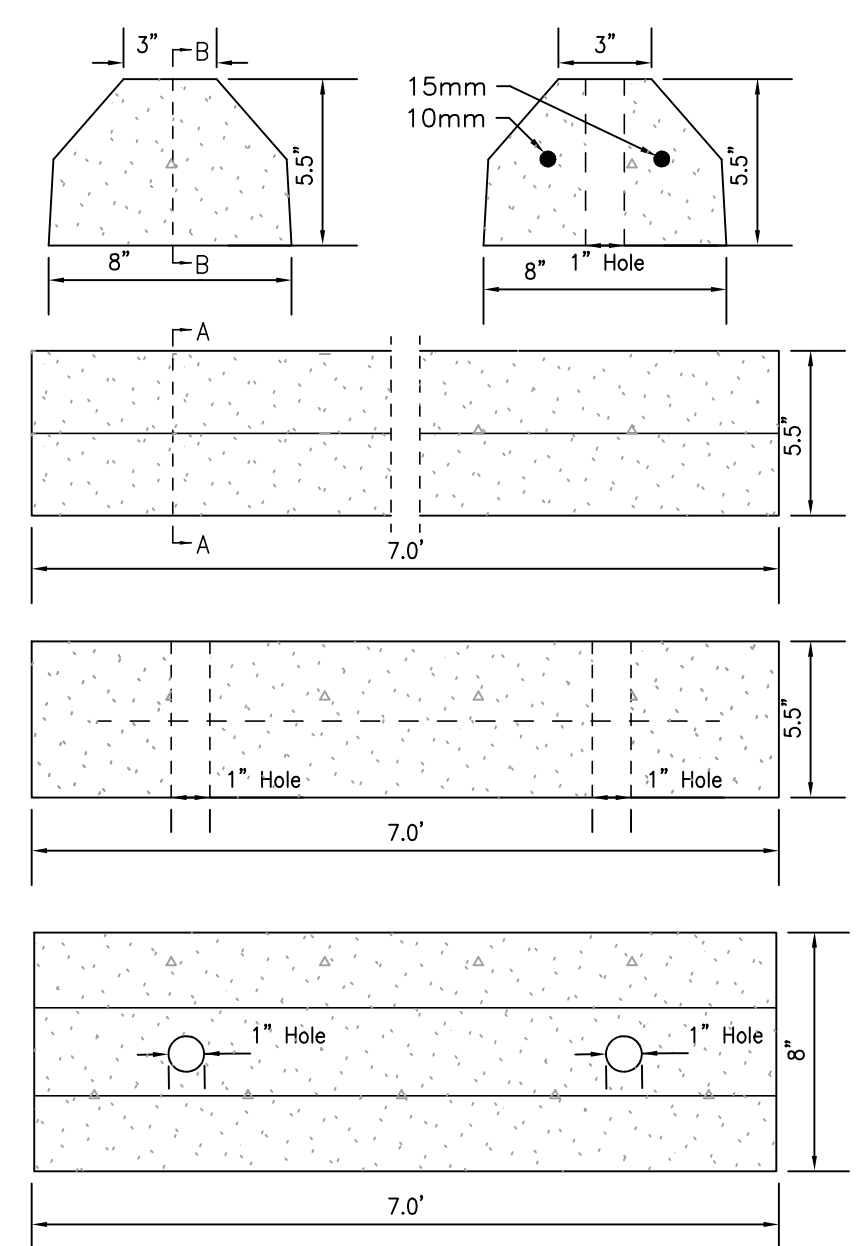 3” B 3”
15mm
10mm
5.5” 5.5”
8” B 8” 1” Hole
A
5.5”
A
7.0’
5.5”
1” Hole 1” Hole
7.0’
1” Hole 1” Hole
8”
7.0’